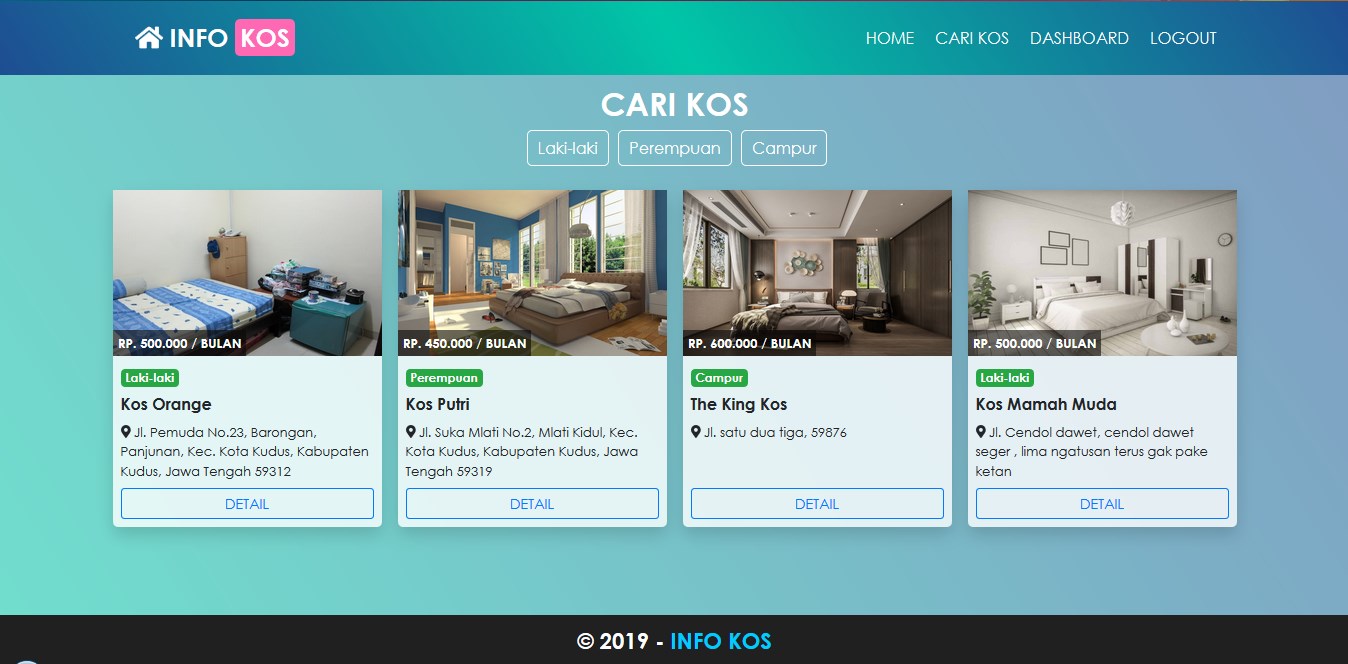 INFO KOS
HOME CARI KOS DASHBOARD LOGOUT
CARI KOS
Laki-laki Perempuan Campur
RP. 500.000 / BULAN
Laki-laki
Kos Orange
Jl. Pemuda No.23, Barongan,
Panjunan, Kec. Kota Kudus, Kabupaten
Kudus, Jawa Tengah 59312
DETAIL
RP. 450.000 / BULAN
Perempuan
Kos Putri
Jl. Suka Mlati No.2, Mlati Kidul, Kec.
Kota Kudus, Kabupaten Kudus, Jawa
Tengah 59319
DETAIL
RP. 600.000 / BULAN
Campur
The King Kos
Jl. satu dua tiga, 59876
DETAIL
RP. 500.000 / BULAN
Laki-laki
Kos Mamah Muda
Jl. Cendol dawet, cendol dawet
seger , lima ngatusan terus gak pake
ketan
DETAIL
© 2019 - INFO KOS